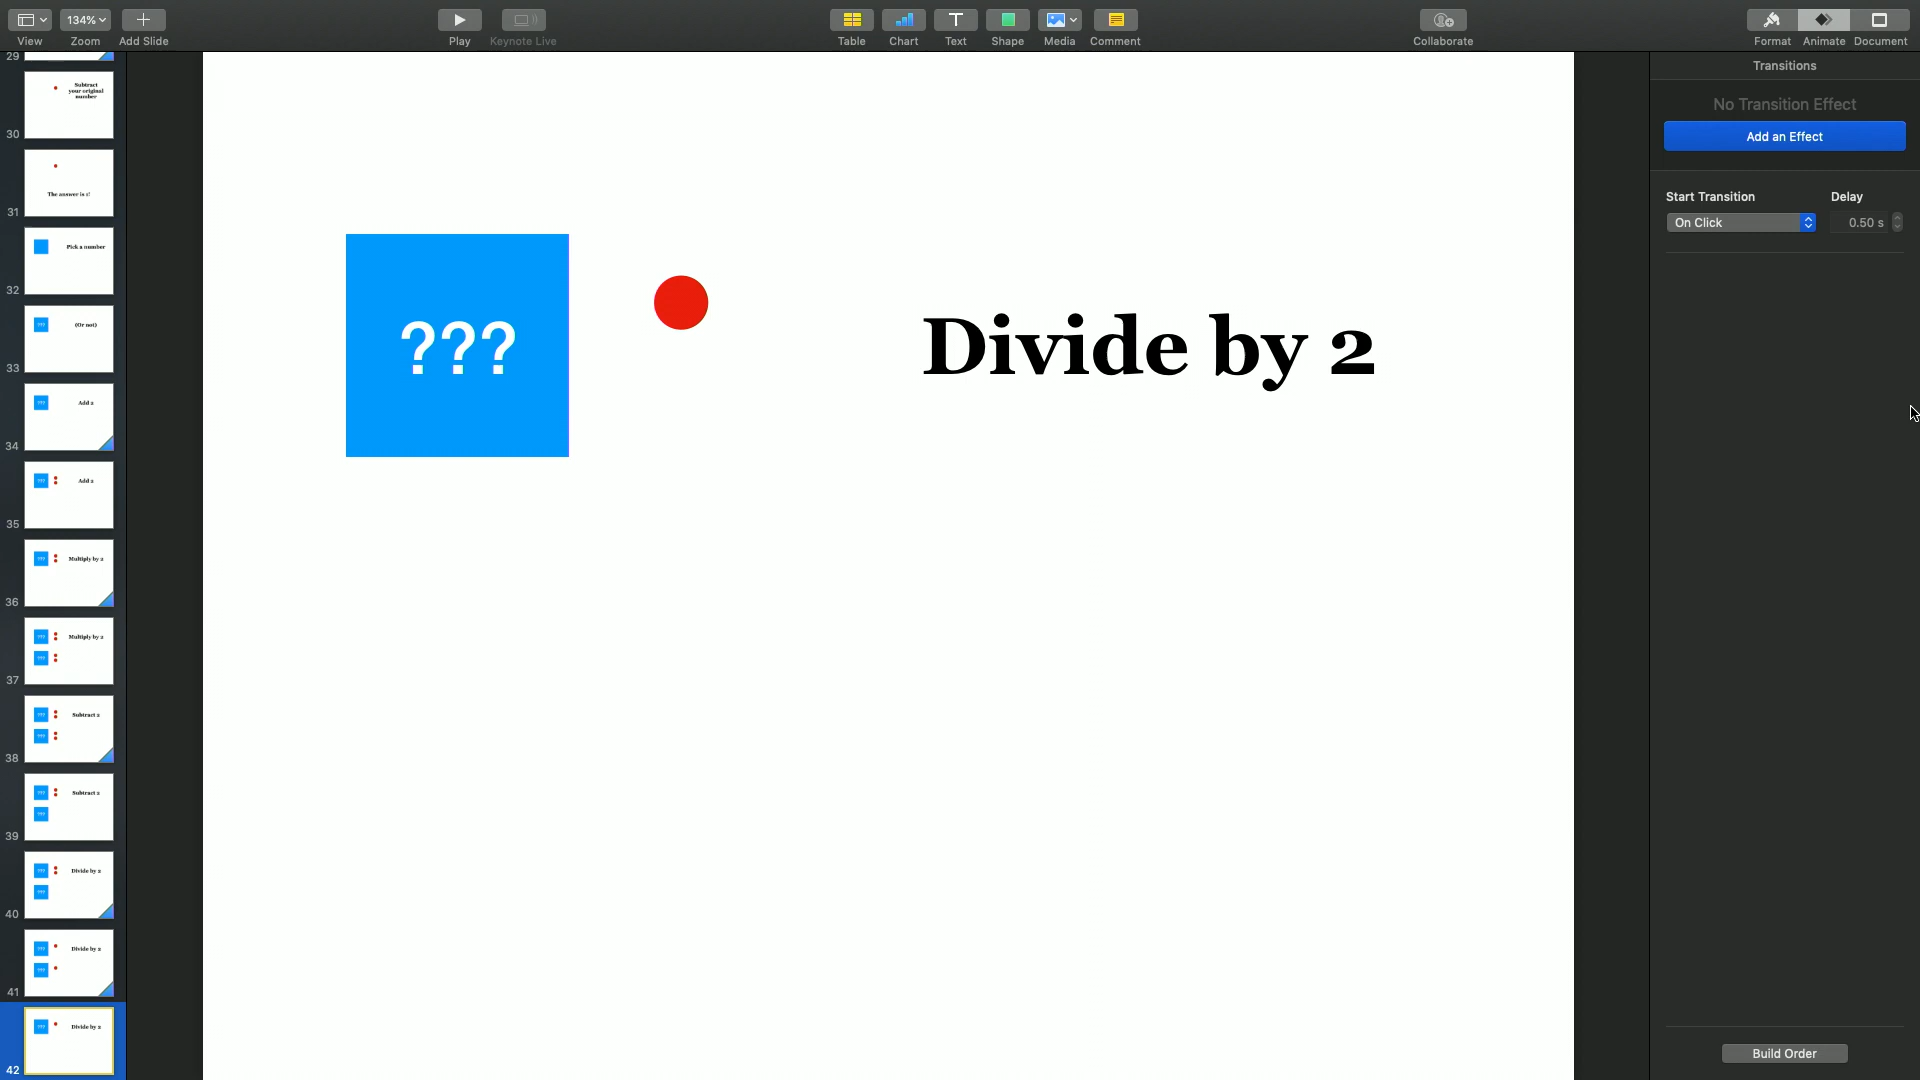 134%
View
Zoom
Add Slide
Play
Keynote Live
Table
Chart
Text
Shape
Media
Comment
Collaborate
Format
Animate
Document
29
Subtract
your original
number
30
The answer is 1!
31
Pick a number
32
???
(Or not)
33
???
Add 2
34
???
Add 2
35
???
Multiply by 2
36
???
Multiply by 2
???
37
???
Subtract 2
???
38
???
Subtract 2
???
39
???
Divide by 2
???
40
???
Divide by 2
???
41
???
Divide by 2
42
???
Divide by 2
Transitions
No Transition Effect
Add an Effect
Start Transition
Delay
On Click
0.50 s
Build Order